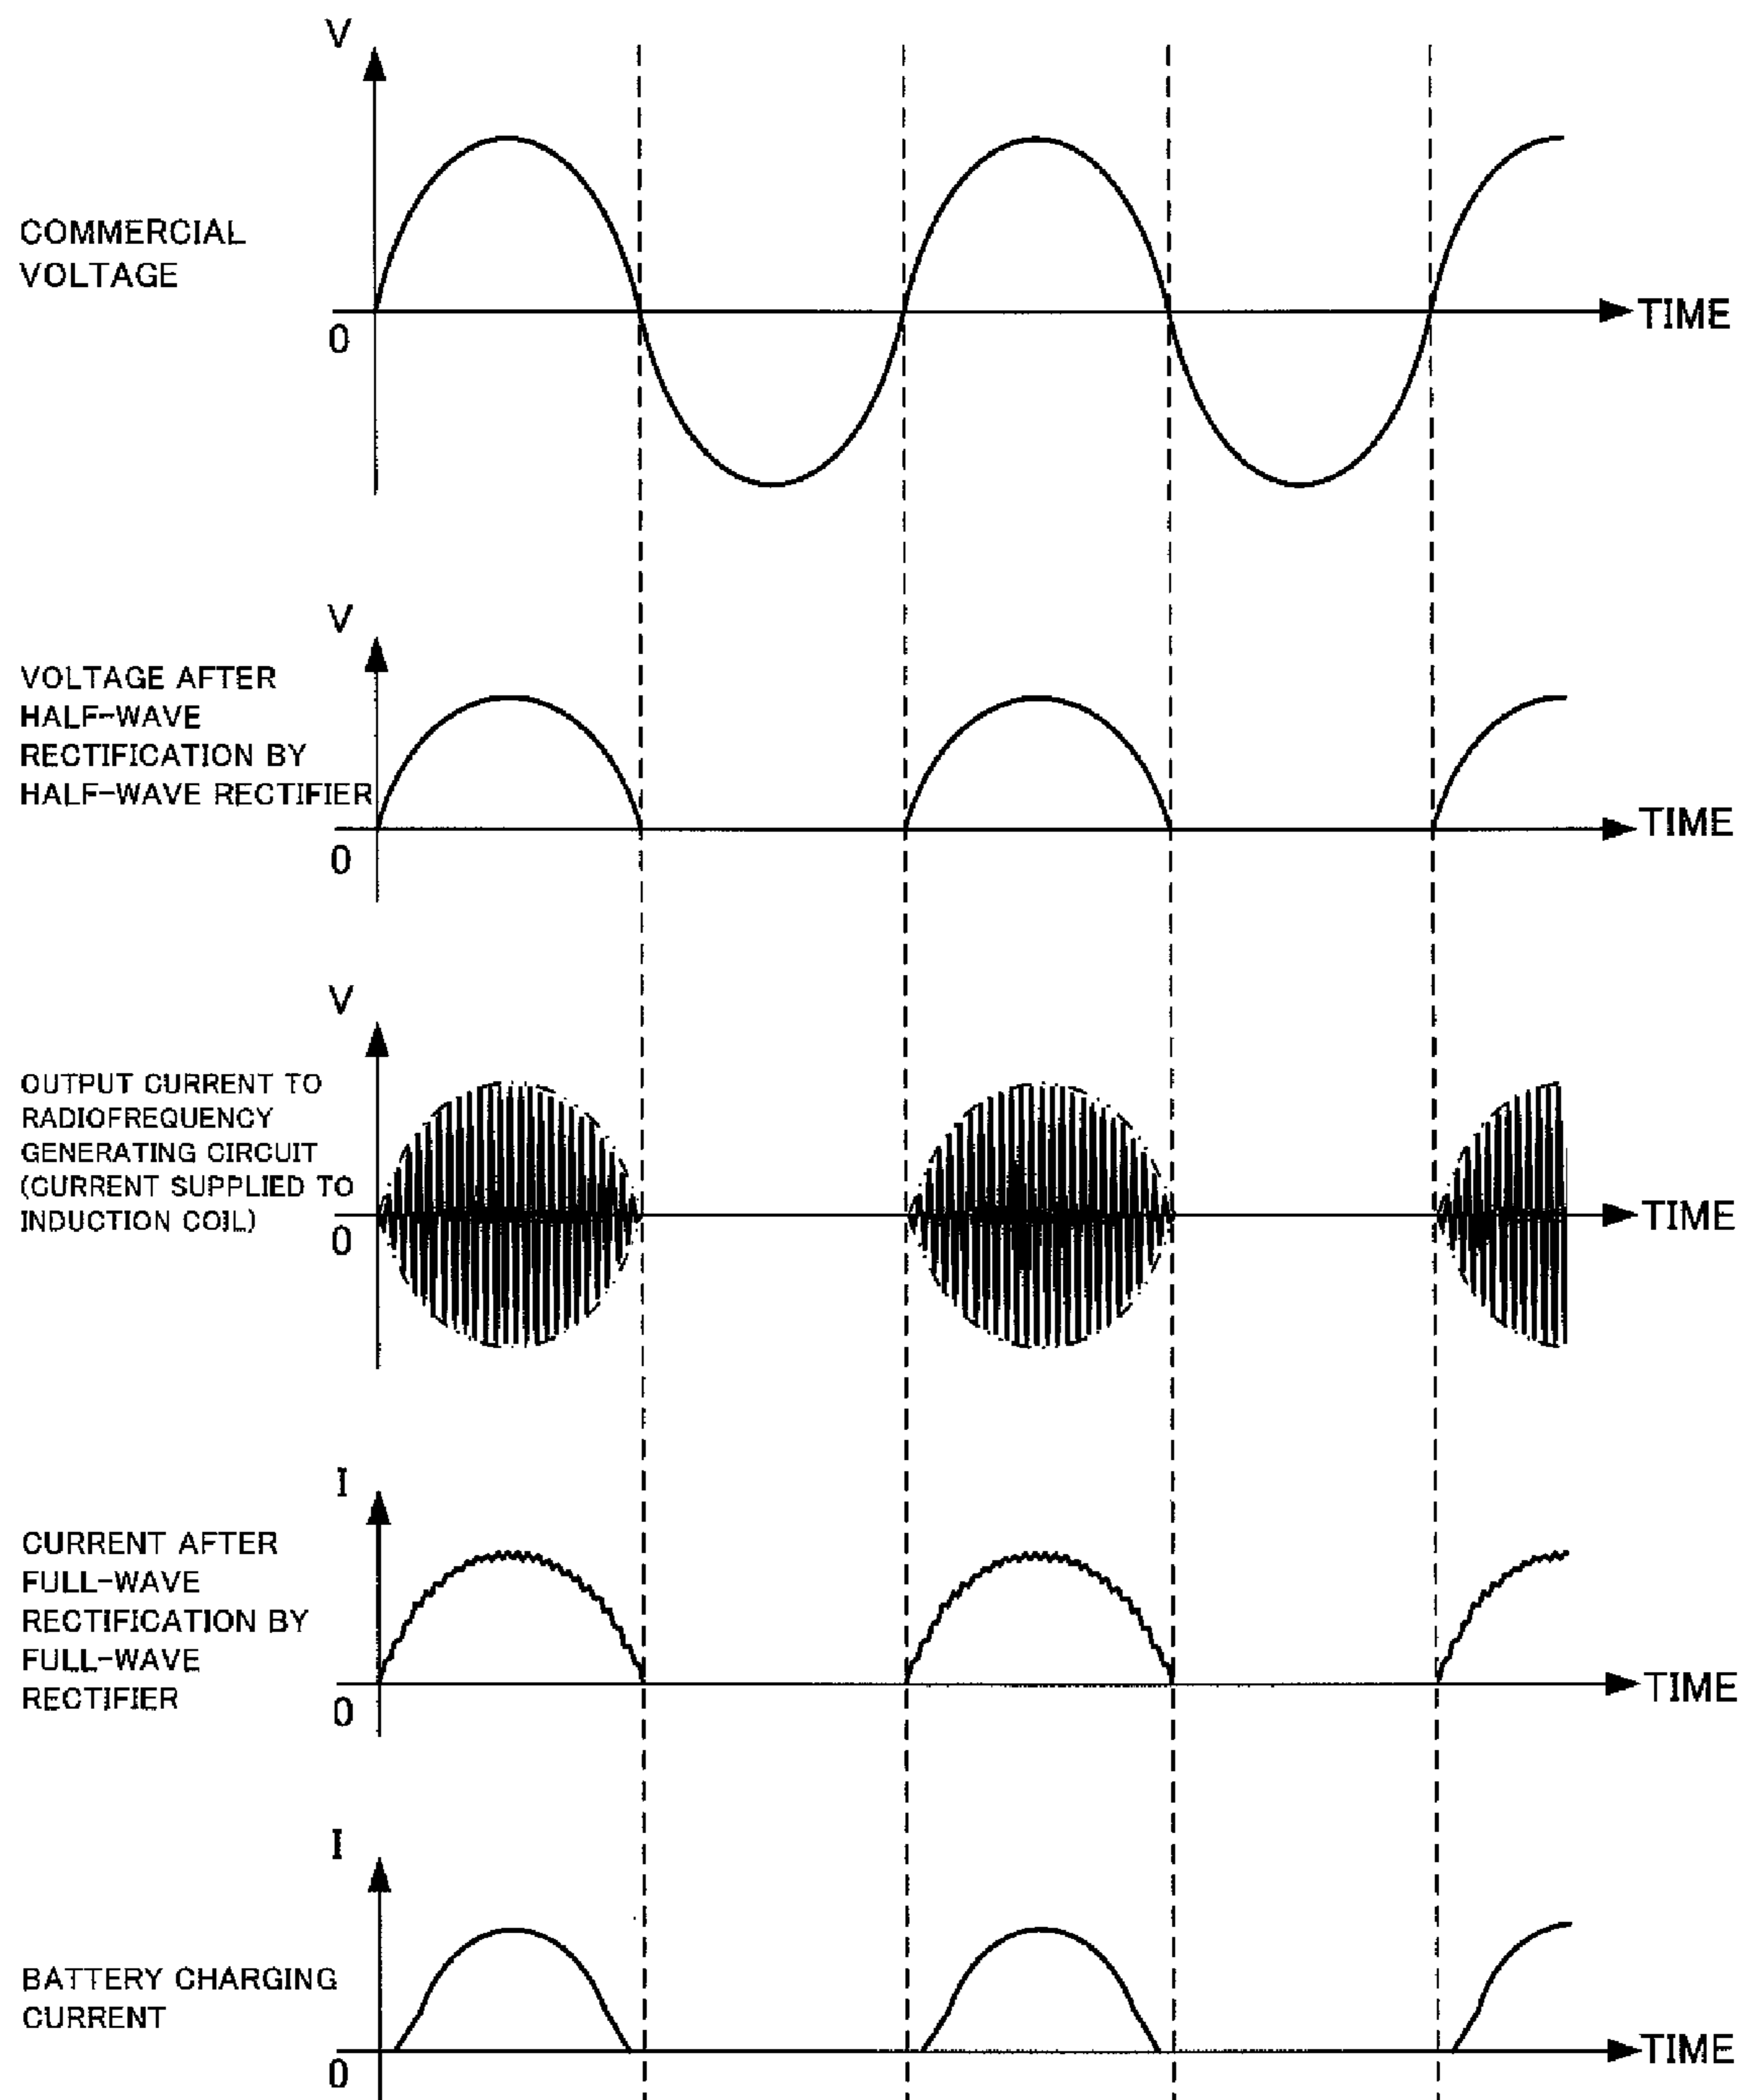 V
COMMERCIAL
VOLTAGE
0
TIME
V
VOLTAGE AFTER
HALF-WAVE
RECTIFICATION BY
HALF-WAVE RECTIFIER
0
TIME
V
OUTPUT CURRENT TO
RADIOFREQUENCY
GENERATING CIRCUIT
(CURRENT SUPPLIED TO
INDUCTION COIL)
0
TIME
I
CURRENT AFTER
FULL-WAVE
RECTIFICATION BY
FULL-WAVE
RECTIFIER
0
TIME
I
BATTERY CHARGING
CURRENT
0
TIME